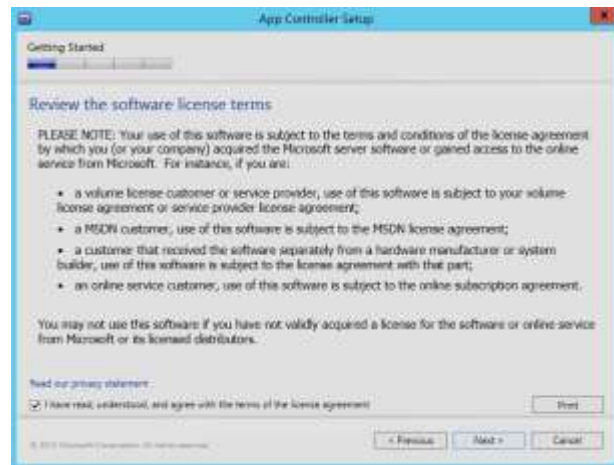 App Controller Setup
Getting Started
Review the software license terms
PLEASE NOTE: Your use of this software is subject to the terms and conditions of the license agreement
by which you (or your company) acquired the Microsoft server software or gained access to the online
service from Microsoft. For instance, if you are:
• a volume license customer or service provider, use of this software is subject to your volume
license agreement or service provider license agreement;
• a MSDN customer, use of this software is subject to the MSDN license agreement;
• a customer that received the software separately from a hardware manufacturer or system
builder, use of this software is subject to the license agreement with that part;
• an online service customer, use of this software is subject to the online subscription agreement.
You may not use this software if you have not validly acquired a license for the software or online service
from Microsoft or its licensed distributors.
Read our privacy statement
I have read, understood, and agree with the terms of the license agreement
Print
Microsoft Corporation. All rights reserved.
< Previous
Next >
Cancel